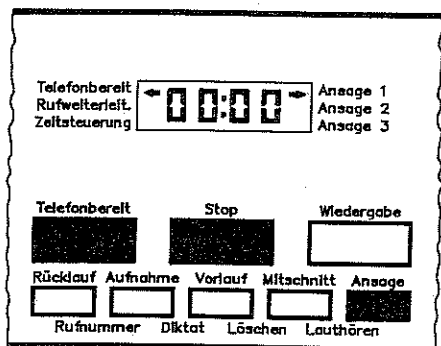 Telefonbereit
Rufweiterleit.
Zeitsteuerung
00:00
Ansage 1
Ansage 2
Ansage 3
Telefonbereit Stop Wiedergabe
Rücklauf Aufnahme Vorlauf Mitschnitt Ansage
Rufnummer Diktat Löschen Lauthören